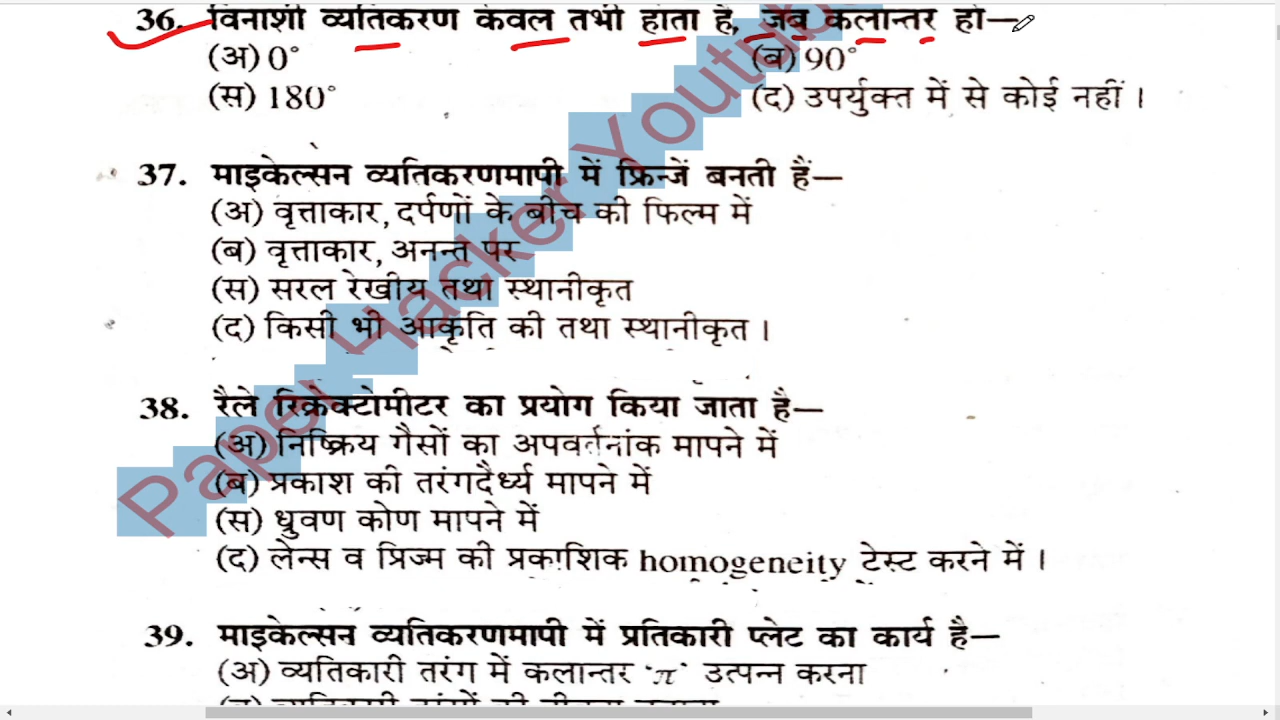 36. विनाशी व्यतिकरण केवल तभी होता है, जब कलान्तर हो—
(अ) 0° (ब) 90°
(स) 180° (द) उपर्युक्त में से कोई नहीं ।
37. माइकेल्सन व्यतिकरणमापी में फ्रिन्जें बनती हैं—
(अ) वृत्ताकार, दर्पणों के बीच की फिल्म में
(ब) वृत्ताकार, अनन्त पर
(स) सरल रेखीय तथा स्थानीकृत
(द) किसी भी आकृति की तथा स्थानीकृत ।
38. रैले रिफ्रेक्टोमीटर का प्रयोग किया जाता है—
(अ) निष्क्रिय गैसों का अपवर्तनांक मापने में
(ब) प्रकाश की तरंगदैर्ध्य मापने में
(स) ध्रुवण कोण मापने में
(द) लेन्स व प्रिज्म की प्रकाशिक homogeneity टेस्ट करने में ।
39. माइकेल्सन व्यतिकरणमापी में प्रतिकारी प्लेट का कार्य है—
(अ) व्यतिकारी तरंग में कलान्तर 'π' उत्पन्न करना
Paper Hacker Youtube